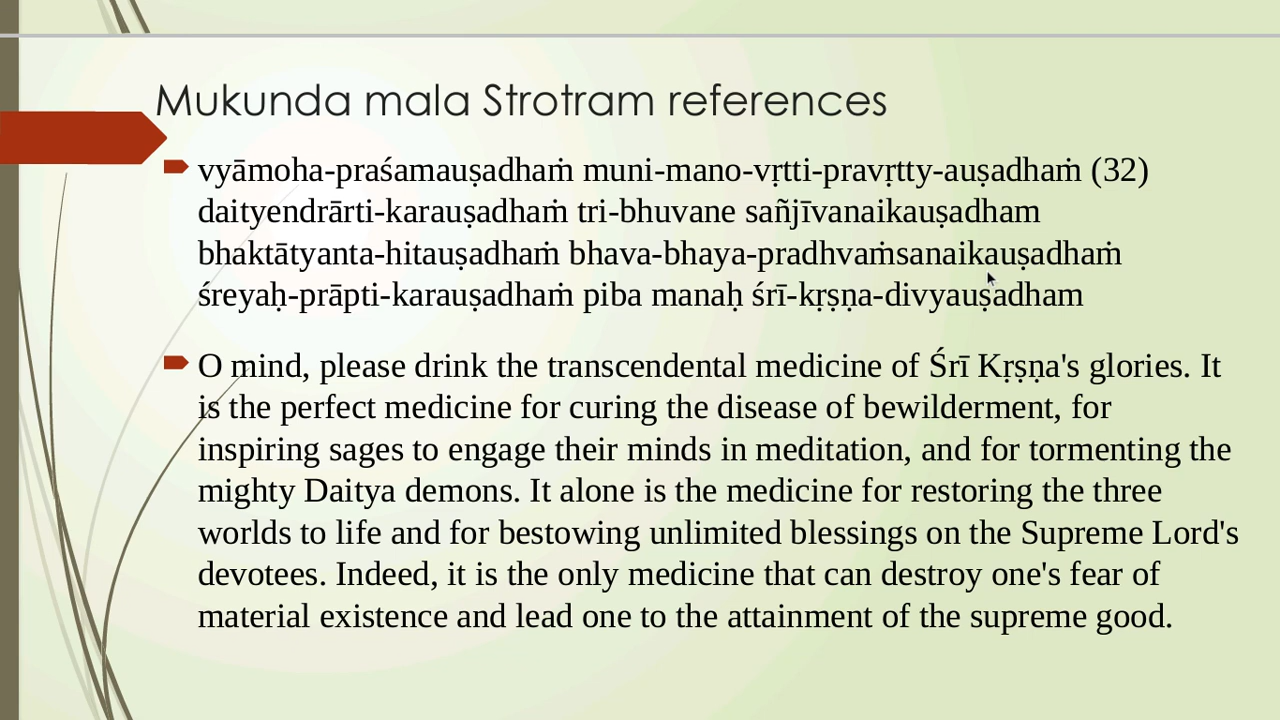 Mukunda mala Strotram references
vyāmoha-praśamauṣadhaṁ muni-mano-vṛtti-pravṛtty-auṣadhaṁ (32)
daityendrārti-karauṣadhaṁ tri-bhuvane sañjīvanaikauṣadham
bhaktātyanta-hitauṣadhaṁ bhava-bhaya-pradhvaṁsanaikauṣadhaṁ
śreyaḥ-prāpti-karauṣadhaṁ piba manaḥ śrī-kṛṣṇa-divyauṣadham
O mind, please drink the transcendental medicine of Śrī Kṛṣṇa's glories. It
is the perfect medicine for curing the disease of bewilderment, for
inspiring sages to engage their minds in meditation, and for tormenting the
mighty Daitya demons. It alone is the medicine for restoring the three
worlds to life and for bestowing unlimited blessings on the Supreme Lord's
devotees. Indeed, it is the only medicine that can destroy one's fear of
material existence and lead one to the attainment of the supreme good.